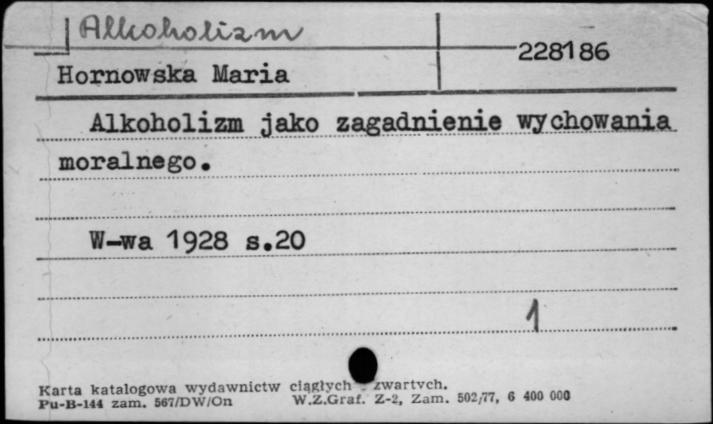 Alkoholizm
228186
Hornowska Maria
Alkoholizm jako zagadnienie wychowania
moralnego.
W-wa 1928 s.20
1
Karta katalogowa wydawnictw ciągłych zwartych.
Pu-B-144 zam. 567/DW/On W.Z.Graf. Z-2, Zam. 502/77, 6 400 000